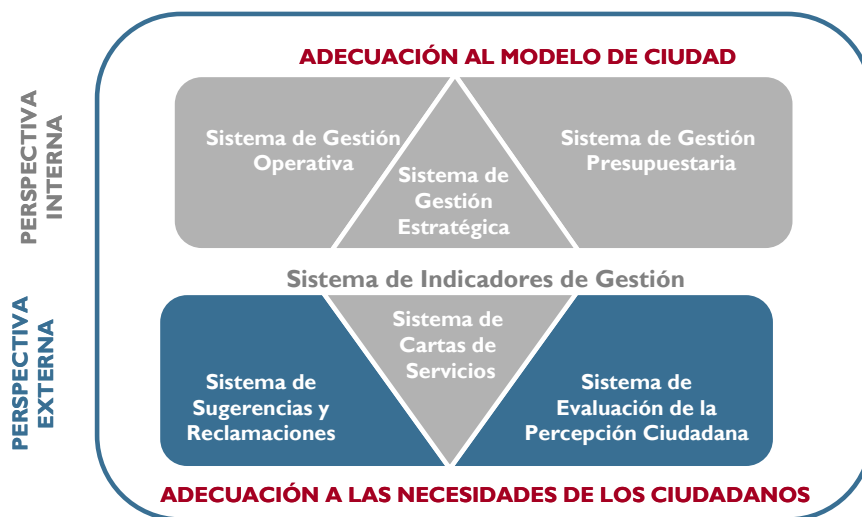 ADECUACIÓN AL MODELO DE CIUDAD
PERSPECTIVA
INTERNA
Sistema de Gestión
Operativa
Sistema de
Gestión
Estratégica
Sistema de Gestión
Presupuestaria
Sistema de Indicadores de Gestión
PERSPECTIVA
EXTERNA
Sistema de
Sugerencias y
Reclamaciones
Sistema de
Cartas de
Servicios
Sistema de
Evaluación de la
Percepción Ciudadana
ADECUACIÓN A LAS NECESIDADES DE LOS CIUDADANOS